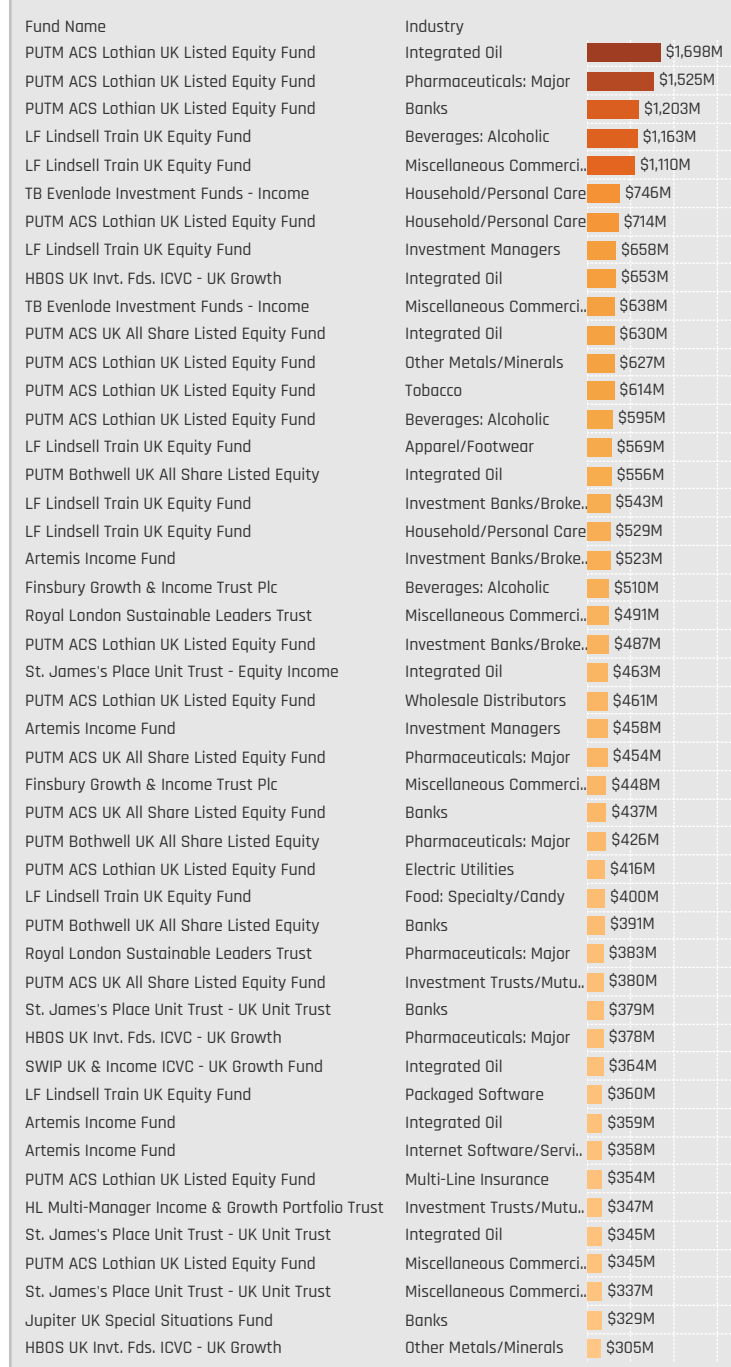 Fund Name Industry
PUTM ACS Lothian UK Listed Equity Fund Integrated Oil $1,698M
PUTM ACS Lothian UK Listed Equity Fund Pharmaceuticals: Major $1,525M
PUTM ACS Lothian UK Listed Equity Fund Banks $1,203M
LF Lindsell Train UK Equity Fund Beverages: Alcoholic $1,163M
LF Lindsell Train UK Equity Fund Miscellaneous Commerci.. $1,110M
TB Evenlode Investment Funds - Income Household/Personal Care $746M
PUTM ACS Lothian UK Listed Equity Fund Household/Personal Care $714M
LF Lindsell Train UK Equity Fund Investment Managers $658M
HBOS UK Invt. Fds. ICVC - UK Growth Integrated Oil $653M
TB Evenlode Investment Funds - Income Miscellaneous Commerci.. $638M
PUTM ACS UK All Share Listed Equity Fund Integrated Oil $630M
PUTM ACS Lothian UK Listed Equity Fund Other Metals/Minerals $627M
PUTM ACS Lothian UK Listed Equity Fund Tobacco $614M
PUTM ACS Lothian UK Listed Equity Fund Beverages: Alcoholic $595M
LF Lindsell Train UK Equity Fund Apparel/Footwear $569M
PUTM Bothwell UK All Share Listed Equity Integrated Oil $556M
LF Lindsell Train UK Equity Fund Investment Banks/Broke.. $543M
LF Lindsell Train UK Equity Fund Household/Personal Care $529M
Artemis Income Fund Investment Banks/Broke.. $523M
Finsbury Growth & Income Trust Plc Beverages: Alcoholic $510M
Royal London Sustainable Leaders Trust Miscellaneous Commerci.. $491M
PUTM ACS Lothian UK Listed Equity Fund Investment Banks/Broke.. $487M
St. James's Place Unit Trust - Equity Income Integrated Oil $463M
PUTM ACS Lothian UK Listed Equity Fund Wholesale Distributors $461M
Artemis Income Fund Investment Managers $458M
PUTM ACS UK All Share Listed Equity Fund Pharmaceuticals: Major $454M
Finsbury Growth & Income Trust Plc Miscellaneous Commerci.. $448M
PUTM ACS UK All Share Listed Equity Fund Banks $437M
PUTM Bothwell UK All Share Listed Equity Pharmaceuticals: Major $426M
PUTM ACS Lothian UK Listed Equity Fund Electric Utilities $416M
LF Lindsell Train UK Equity Fund Food: Specialty/Candy $400M
PUTM Bothwell UK All Share Listed Equity Banks $391M
Royal London Sustainable Leaders Trust Pharmaceuticals: Major $383M
PUTM ACS UK All Share Listed Equity Fund Investment Trusts/Mutu.. $380M
St. James's Place Unit Trust - UK Unit Trust Banks $379M
HBOS UK Invt. Fds. ICVC - UK Growth Pharmaceuticals: Major $378M
SWIP UK & Income ICVC - UK Growth Fund Integrated Oil $364M
LF Lindsell Train UK Equity Fund Packaged Software $360M
Artemis Income Fund Integrated Oil $359M
Artemis Income Fund Internet Software/Servi.. $358M
PUTM ACS Lothian UK Listed Equity Fund Multi-Line Insurance $354M
HL Multi-Manager Income & Growth Portfolio Trust Investment Trusts/Mutu.. $347M
St. James's Place Unit Trust - UK Unit Trust Integrated Oil $345M
PUTM ACS Lothian UK Listed Equity Fund Miscellaneous Commerci.. $345M
St. James's Place Unit Trust - UK Unit Trust Miscellaneous Commerci.. $337M
Jupiter UK Special Situations Fund Banks $329M
HBOS UK Invt. Fds. ICVC - UK Growth Other Metals/Minerals $305M